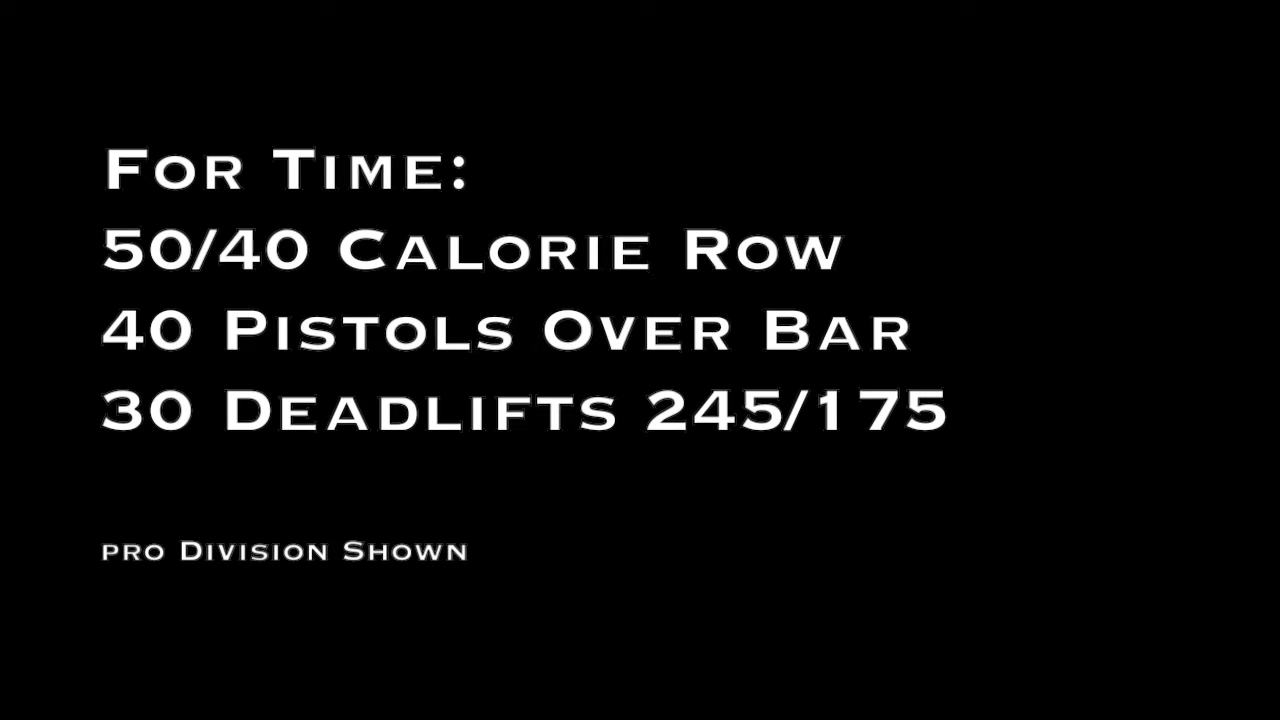 For Time:
50/40 Calorie Row
40 Pistols Over Bar
30 Deadlifts 245/175
pro Division Shown